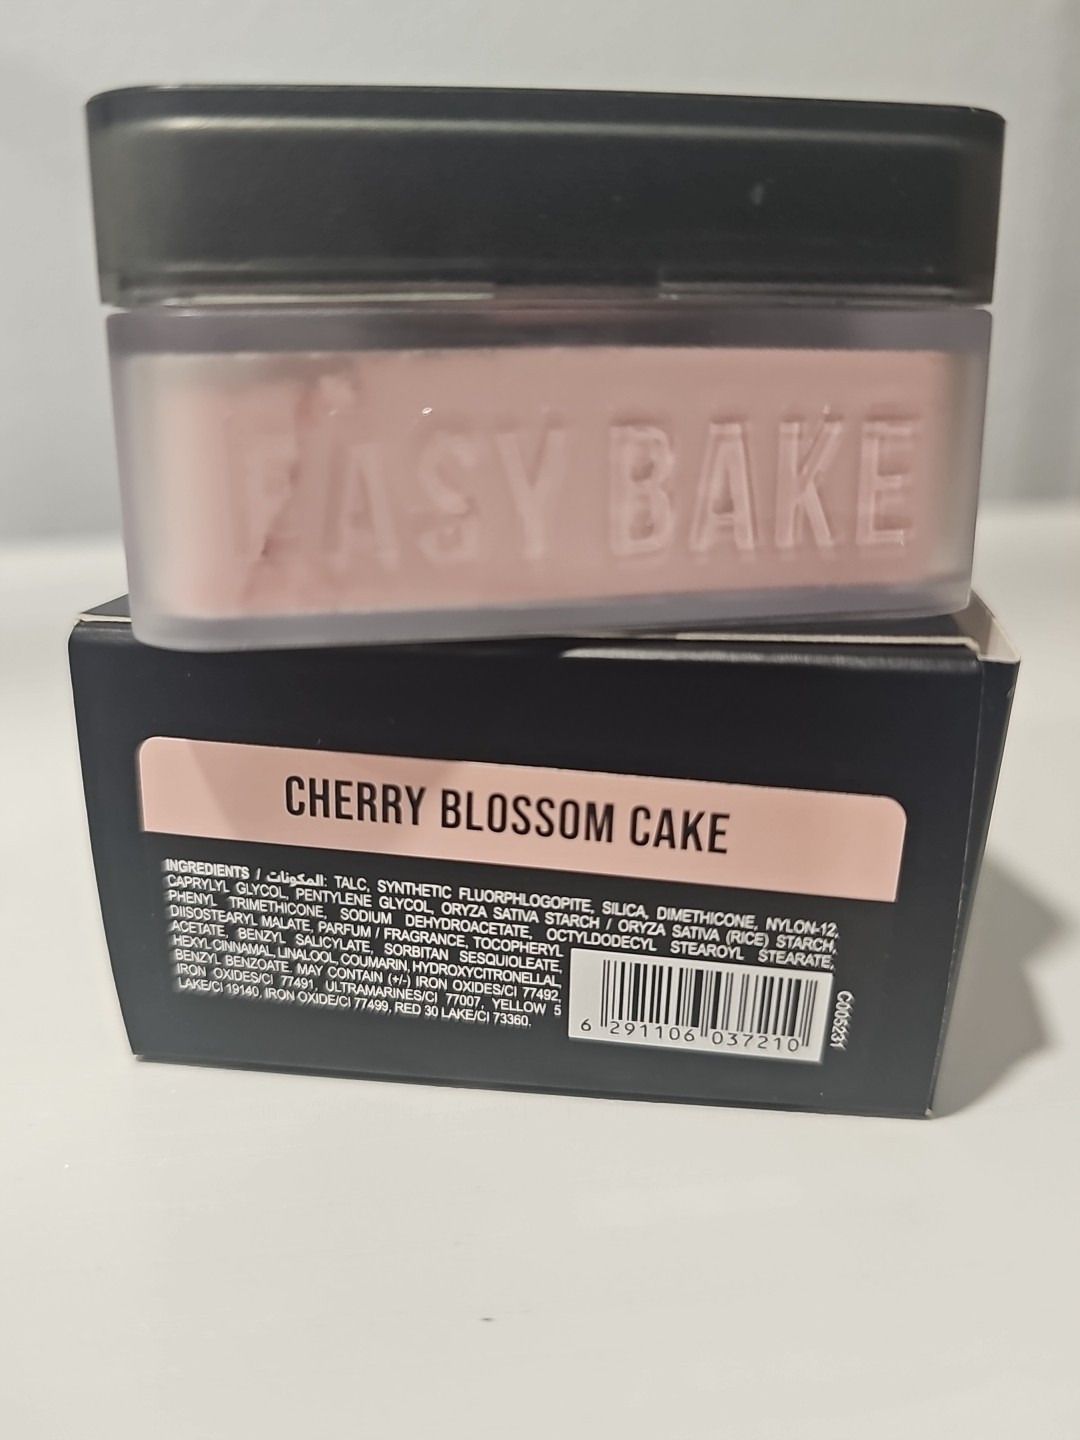 EASY BAKE
CHERRY BLOSSOM CAKE
INGREDIENTS / المكونات: TALC, SYNTHETIC FLUORPHLOGOPITE, SILICA, DIMETHICONE, NYLON-12,
CAPRYLYL GLYCOL, PENTYLENE GLYCOL, ORYZA SATIVA STARCH / ORYZA SATIVA (RICE) STARCH,
PHENYL TRIMETHICONE, SODIUM DEHYDROACETATE, OCTYLDODECYL STEAROYL STEARATE,
DIISOSTEARYL MALATE, PARFUM / FRAGRANCE, TOCOPHERYL
ACETATE, BENZYL SALICYLATE, SORBITAN SESQUIOLEATE,
HEXYL CINNAMAL, LINALOOL, COUMARIN, HYDROXYCITRONELLAL,
BENZYL BENZOATE. MAY CONTAIN (+/-) IRON OXIDES/CI 77492,
IRON OXIDES/CI 77491, ULTRAMARINES/CI 77007, YELLOW 5
LAKE/CI 19140, IRON OXIDE/CI 77499, RED 30 LAKE/CI 73360.
6 291106 037210
C005231